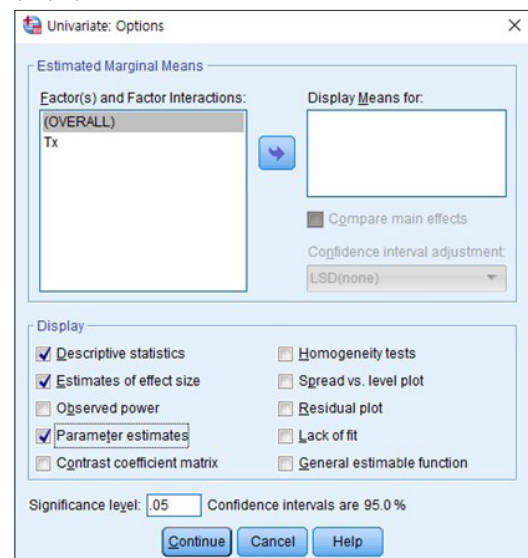 Univariate: Options
Estimated Marginal Means
Factor(s) and Factor Interactions:
(OVERALL)
Tx
Display Means for:
Compare main effects
Confidence interval adjustment:
LSD(none)
Display
Descriptive statistics
Homogeneity tests
Estimates of effect size
Spread vs. level plot
Observed power
Residual plot
Parameter estimates
Lack of fit
Contrast coefficient matrix
General estimable function
Significance level: .05 Confidence intervals are 95.0 %
Continue Cancel Help